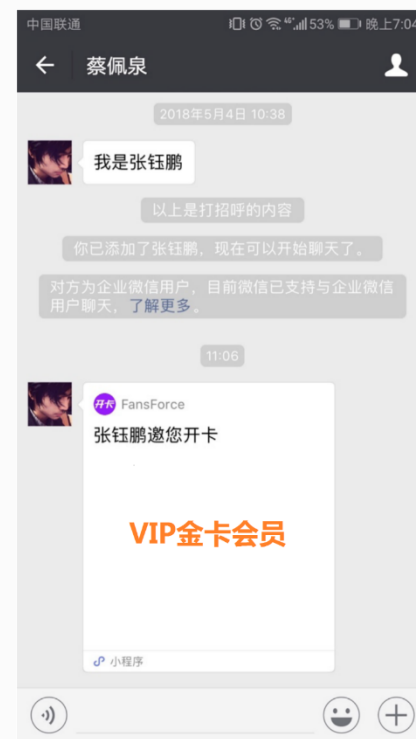 中国联通 53% 晚上7:04
蔡佩泉
2018年5月4日 10:38
我是张钰鹏
以上是打招呼的内容
你已添加了张钰鹏，现在可以开始聊天了。
对方为企业微信用户，目前微信已支持与企业微信
用户聊天，了解更多。
11:06
开卡 FansForce
张钰鹏邀您开卡
VIP金卡会员
小程序